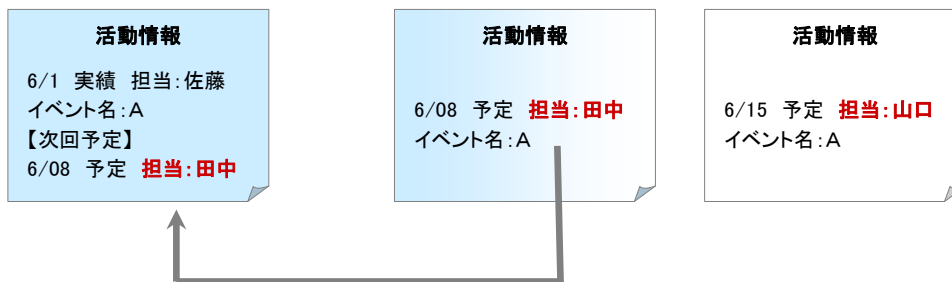 活動情報
6/1 実績 担当:佐藤
イベント名:A
【次回予定】
6/08 予定 担当:田中
活動情報
6/08 予定 担当:田中
イベント名:A
活動情報
6/15 予定 担当:山口
イベント名:A